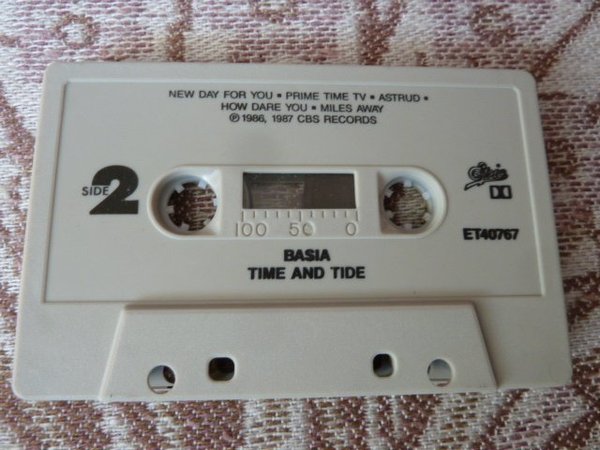 NEW DAY FOR YOU • PRIME TIME TV • ASTRUD •
HOW DARE YOU • MILES AWAY
℗ 1986, 1987 CBS RECORDS
SIDE 2
Epic
100 50 0
ET40767
BASIA
TIME AND TIDE